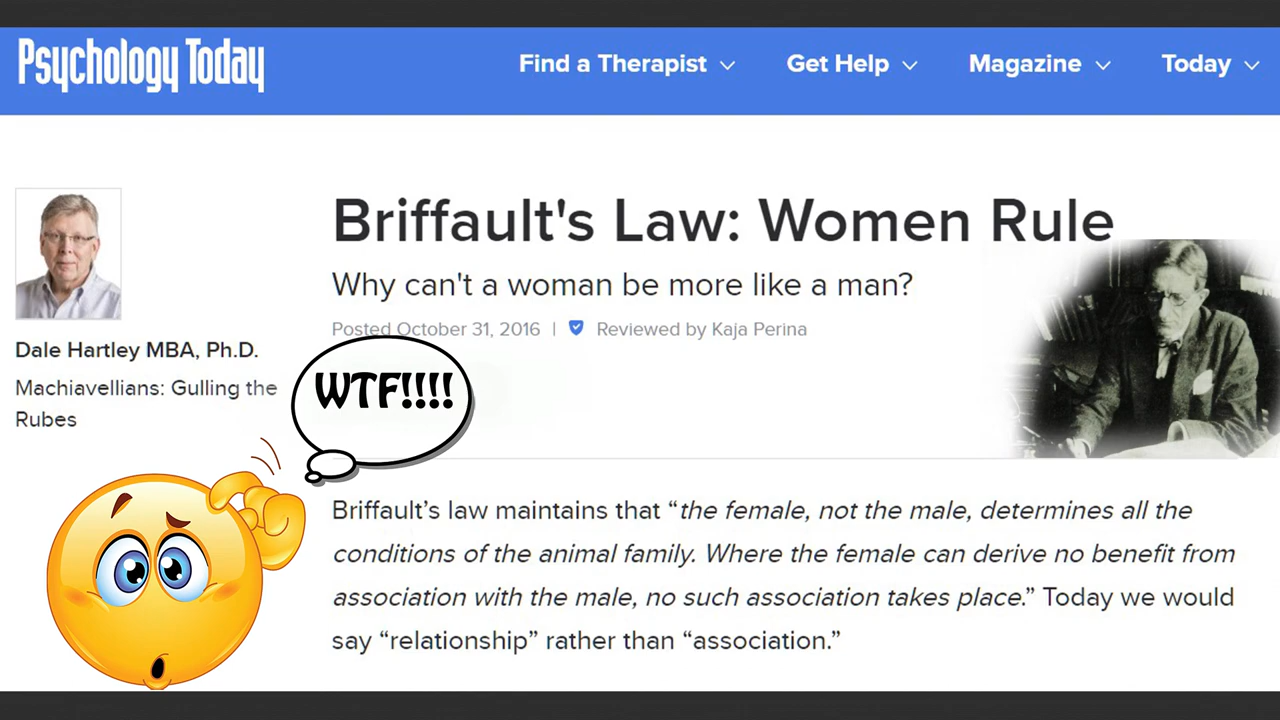 Psychology Today
Find a Therapist
Get Help
Magazine
Today
Briffault's Law: Women Rule
Why can't a woman be more like a man?
Posted October 31, 2016 | Reviewed by Kaja Perina
Dale Hartley MBA, Ph.D.
Machiavellians: Gulling the
Rubes
WTF!!!!
Briffault’s law maintains that “the female, not the male, determines all the
conditions of the animal family. Where the female can derive no benefit from
association with the male, no such association takes place.” Today we would
say “relationship” rather than “association.”